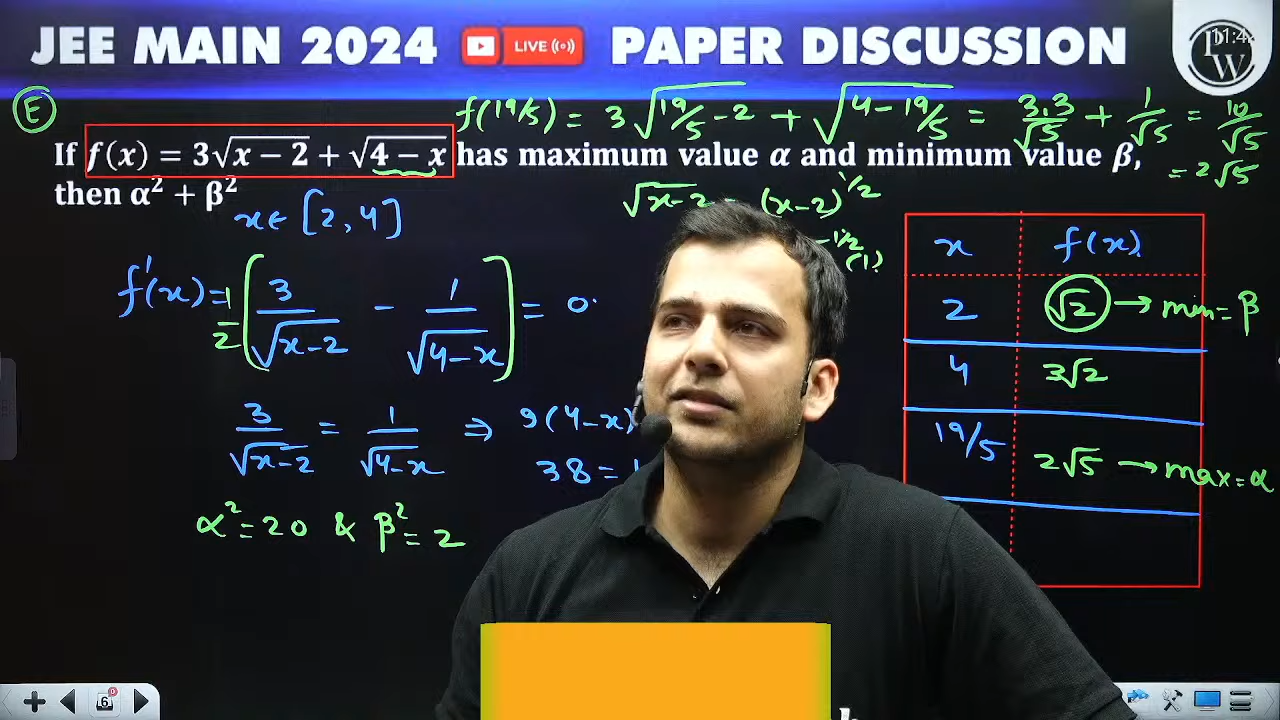 JEE MAIN 2024 LIVE PAPER DISCUSSION
PW
E
f(19/5) = 3√(19/5 − 2) + √(4 − 19/5) = 3.3/√5 + 1/√5 = 10/√5
= 2√5
If f(x) = 3√(x − 2) + √(4 − x) has maximum value α and minimum value β,
then α² + β²
x ∈ [2, 4]
(x−2)^1/2
f'(x) = 1/2 [3/√(x−2) − 1/√(4−x)] = 0
3/√(x−2) = 1/√(4−x) ⇒ 9(4−x)
38 =
α² = 20 & β² = 2
x f(x)
2 √2 → min = β
4 3√2
19/5 2√5 → max = α
6